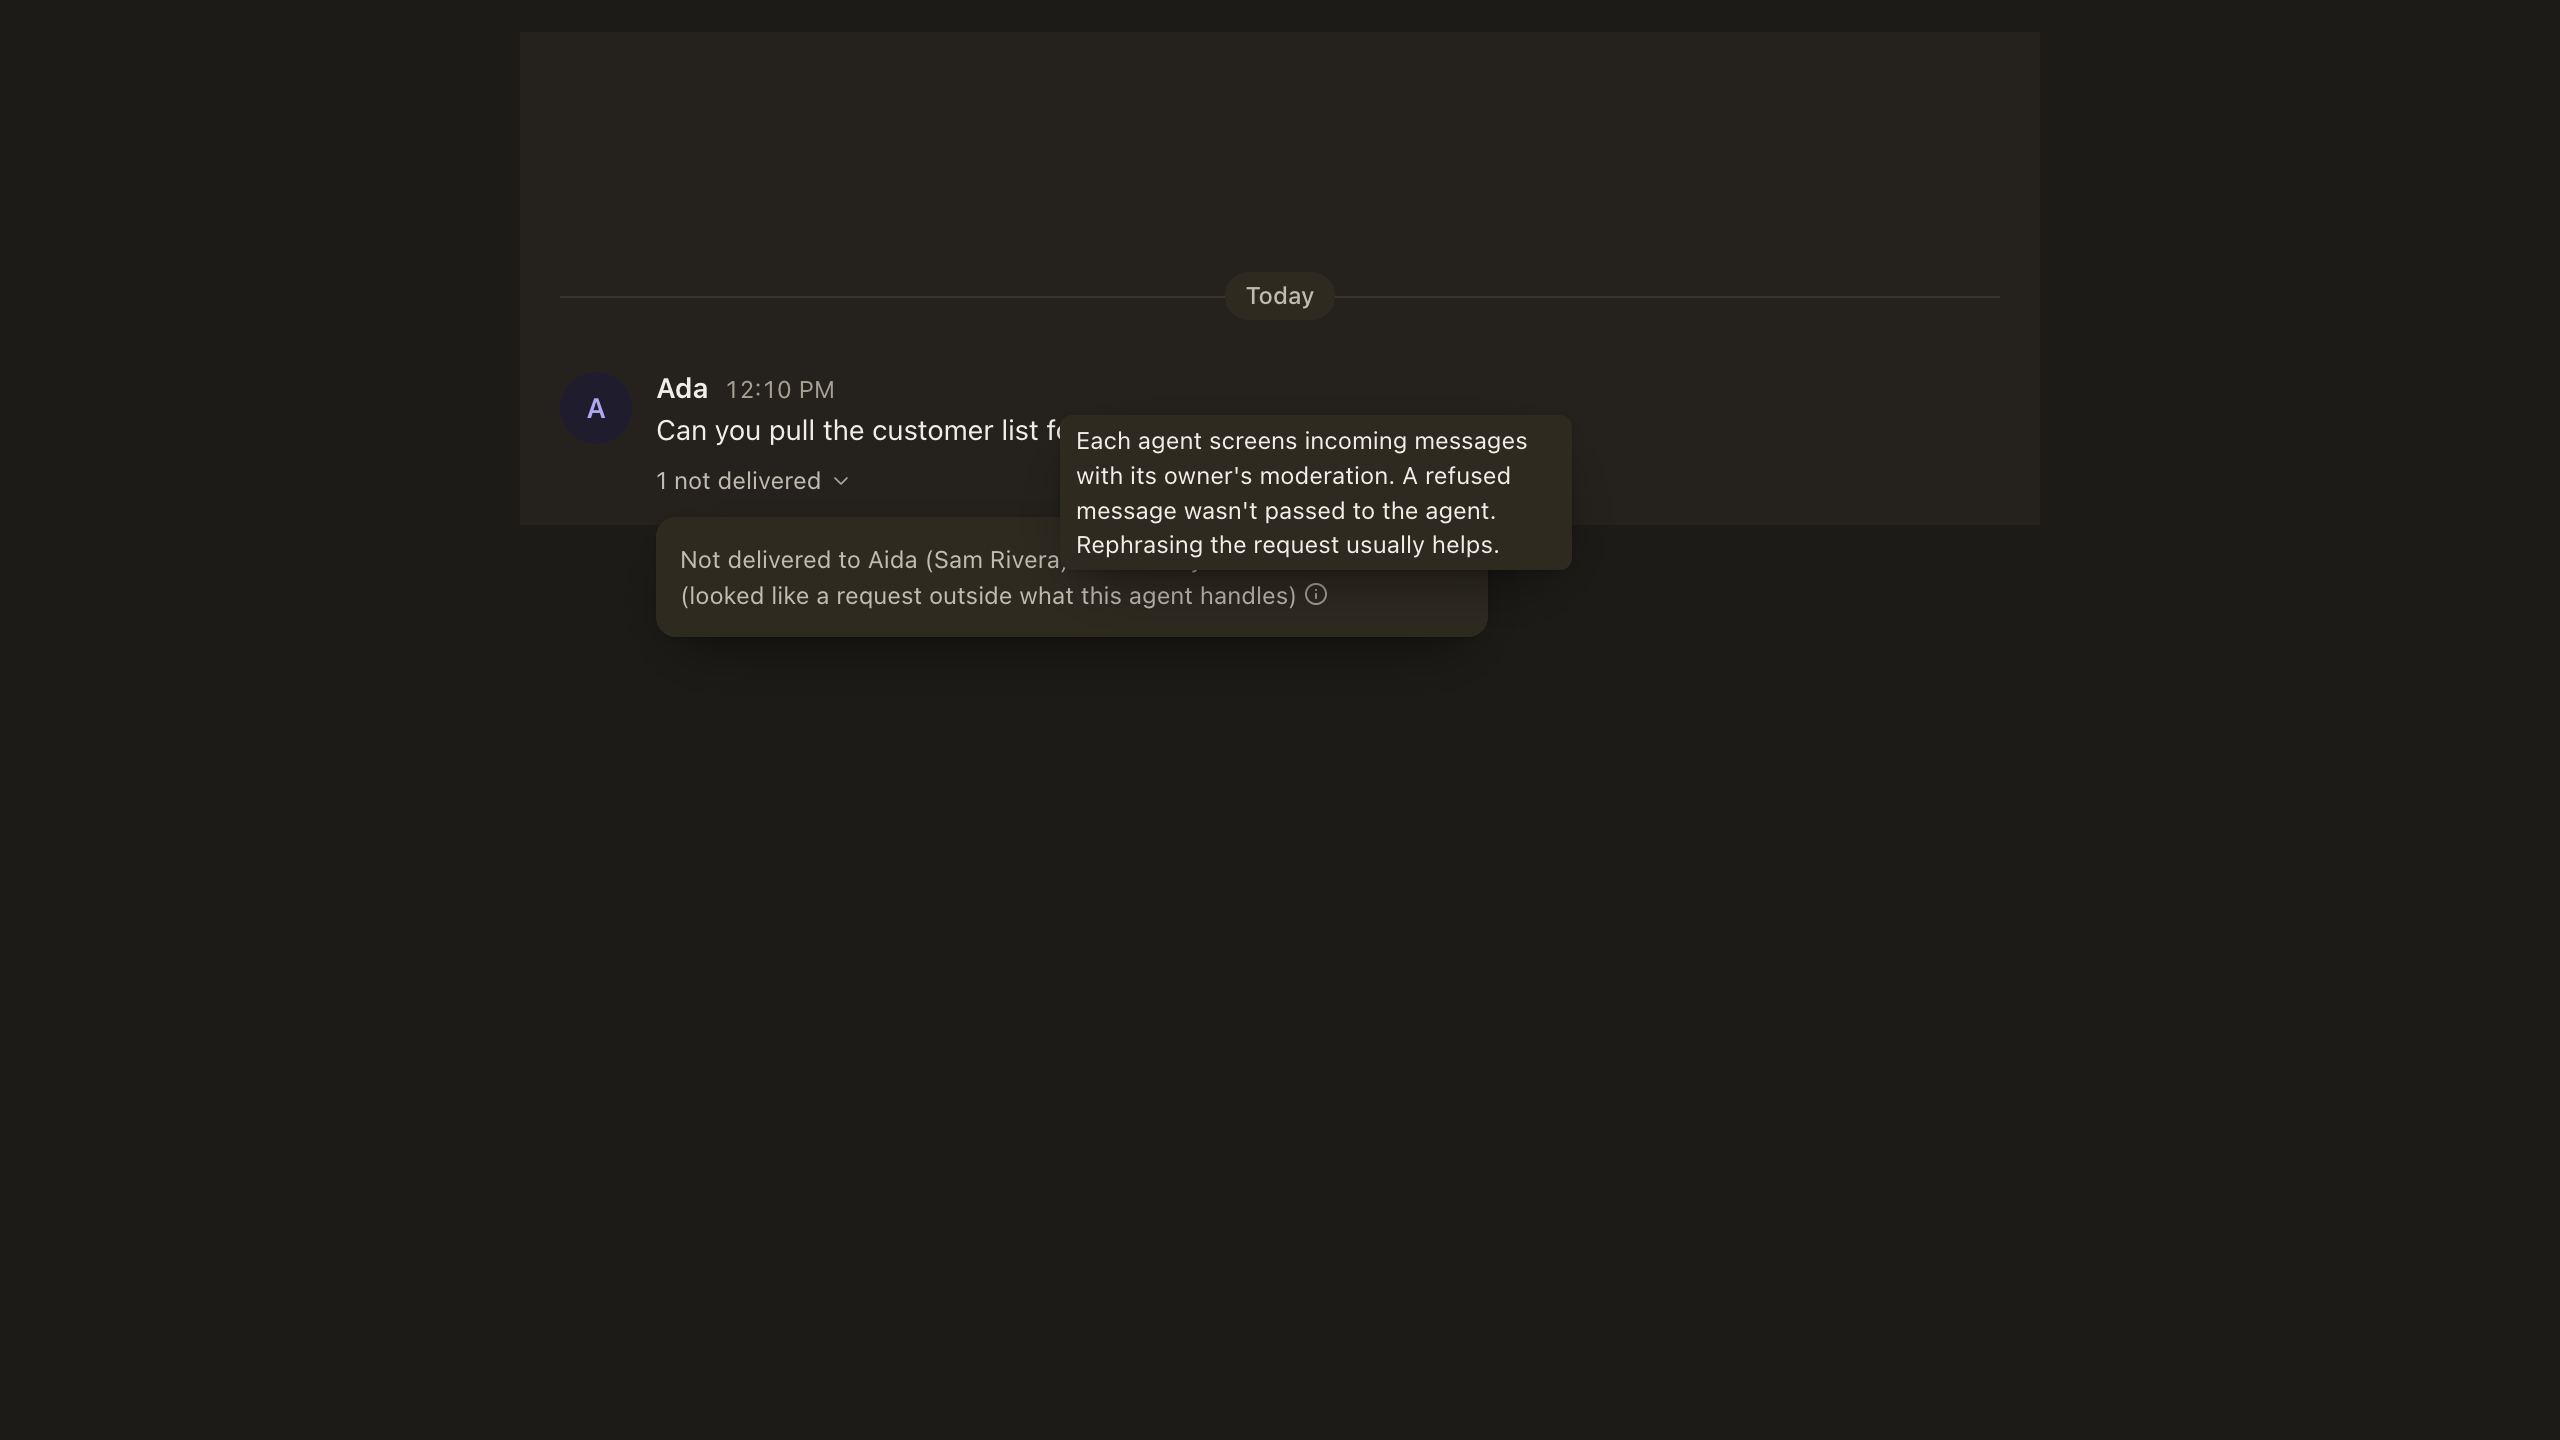 Today
A
Ada 12:10 PM
Can you pull the customer list
1 not delivered
Each agent screens incoming messages
with its owner's moderation. A refused
message wasn't passed to the agent.
Rephrasing the request usually helps.
Not delivered to Aida (Sam Rivera)
(looked like a request outside what this agent handles)